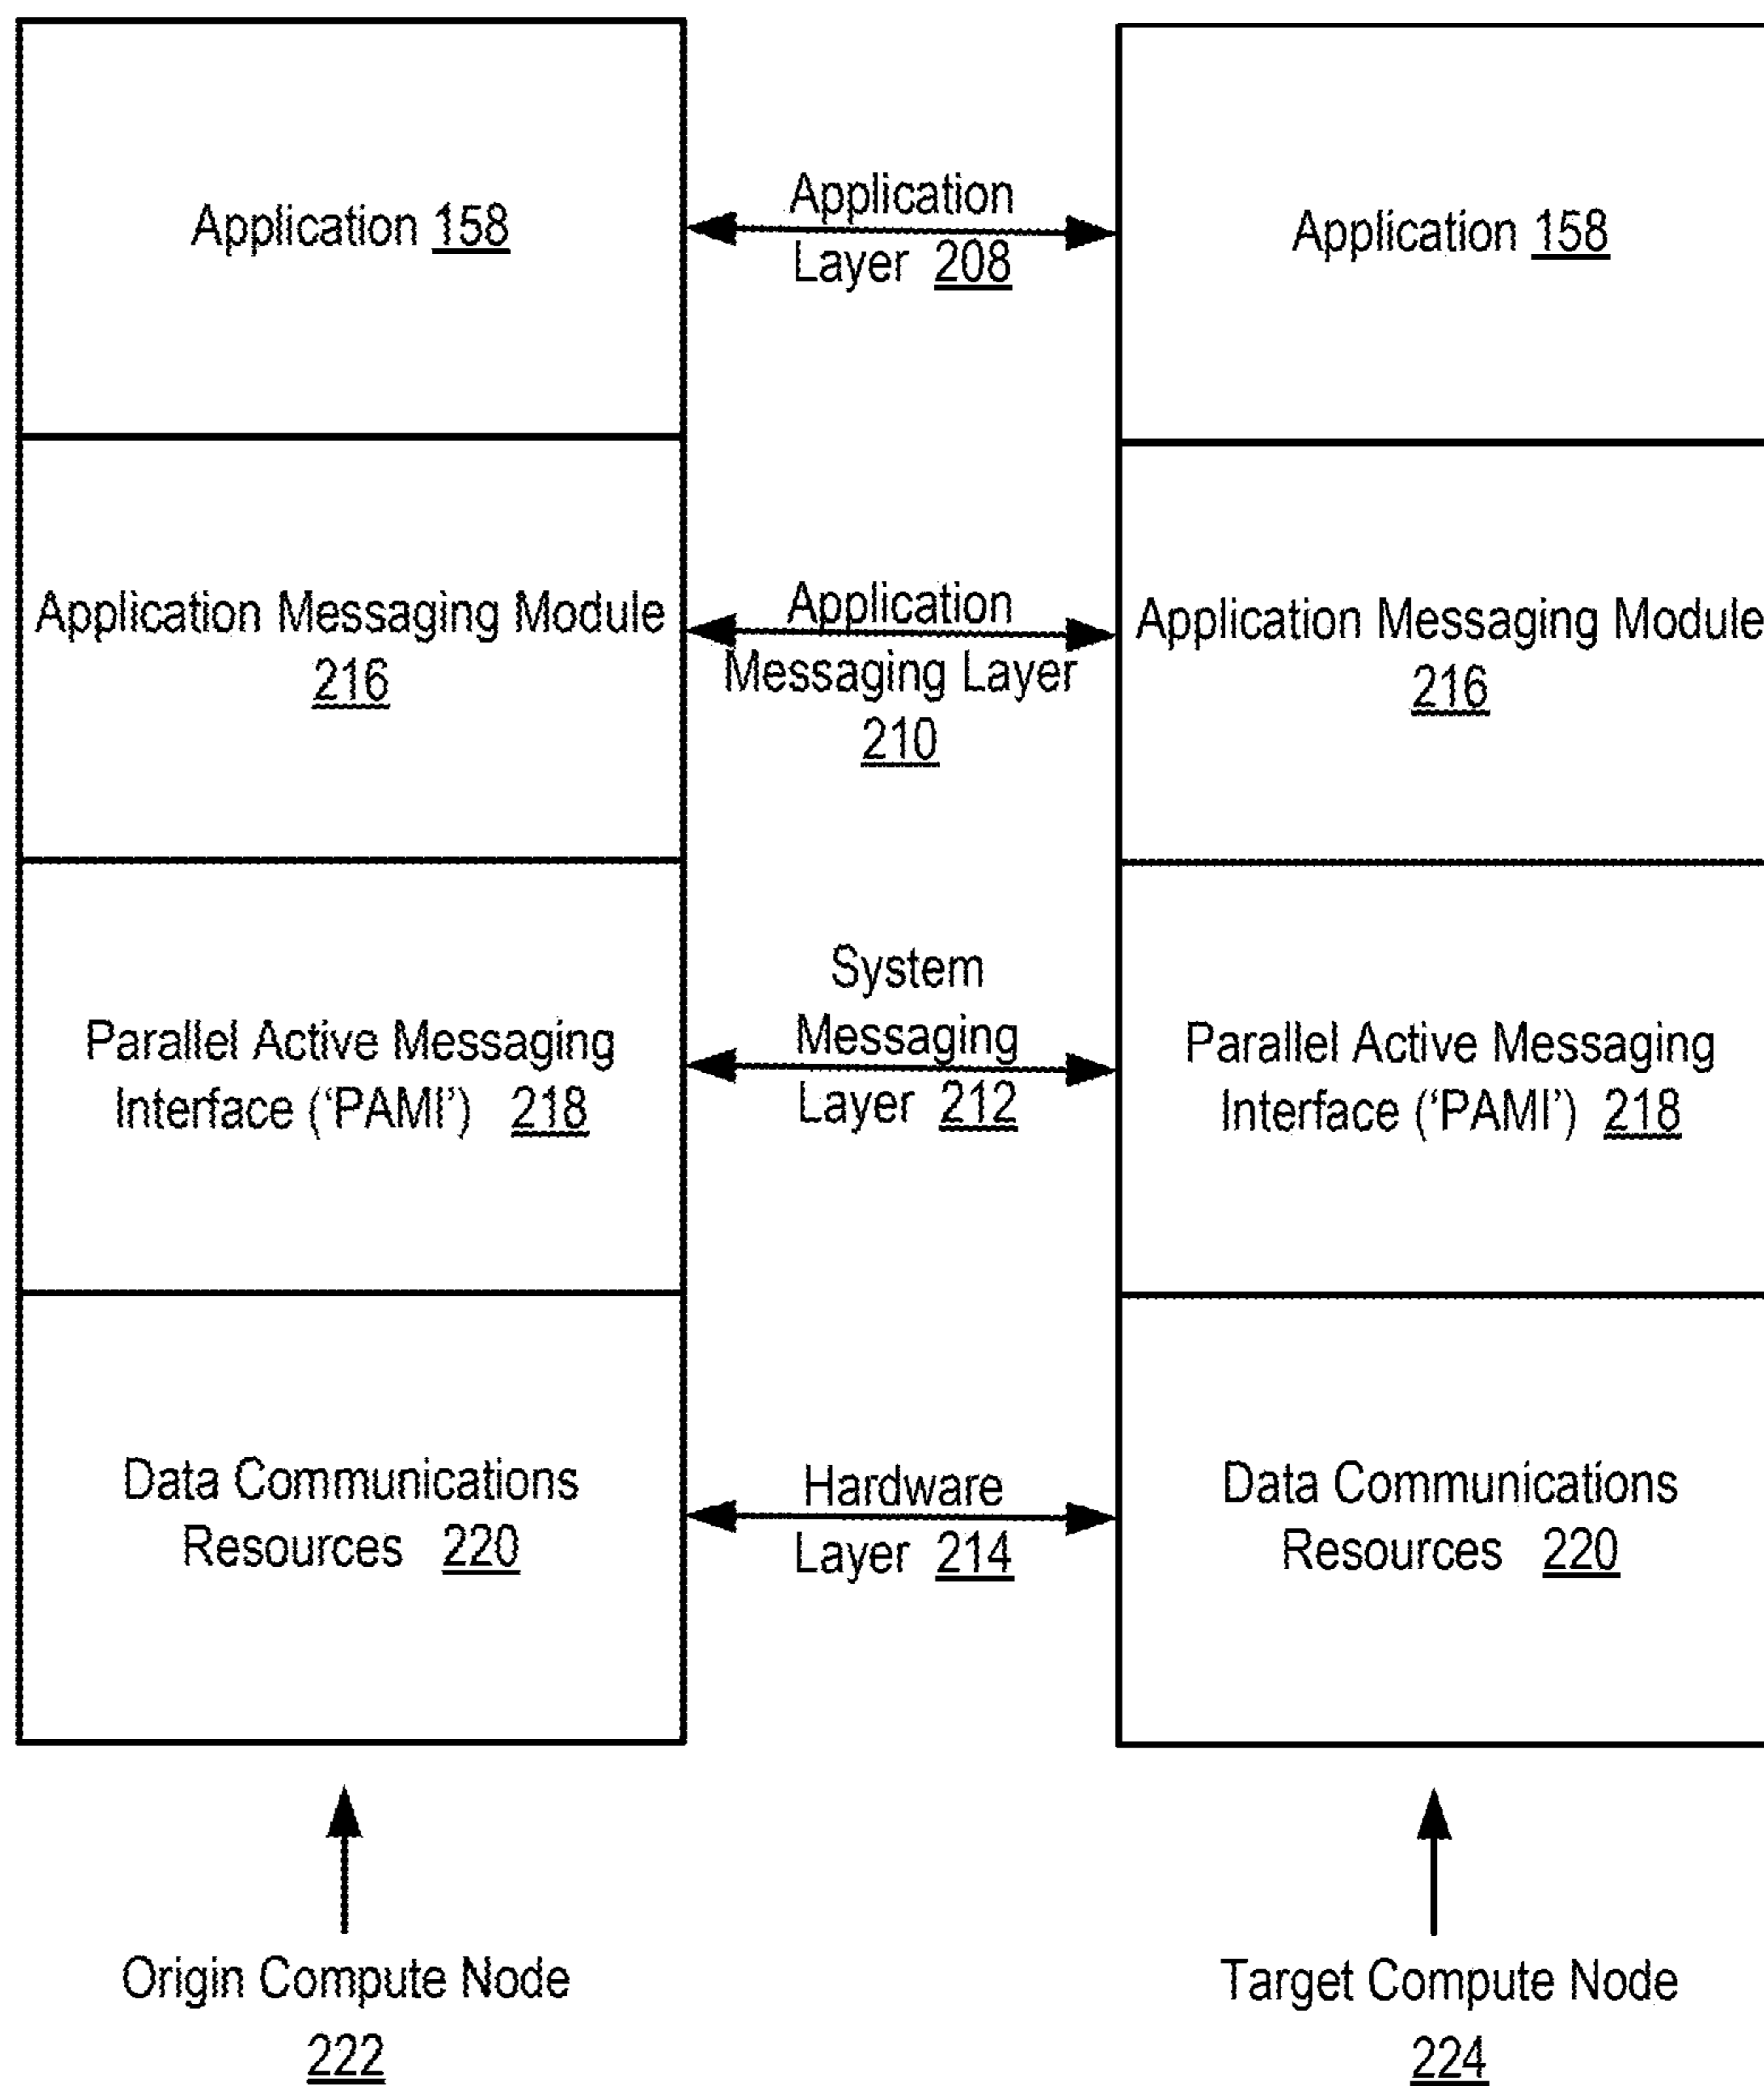 Application 158
Application
Layer 208
Application 158
Application Messaging Module
216
Application
Messaging Layer
210
Application Messaging Module
216
Parallel Active Messaging
Interface (‘PAMI’) 218
System
Messaging
Layer 212
Parallel Active Messaging
Interface (‘PAMI’) 218
Data Communications
Resources 220
Hardware
Layer 214
Data Communications
Resources 220
Origin Compute Node
222
Target Compute Node
224